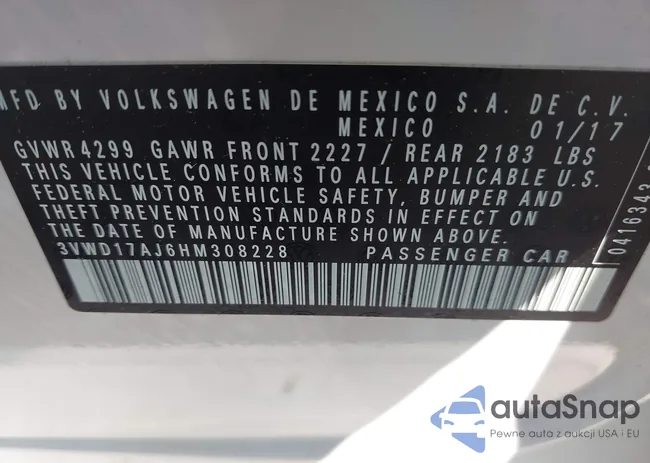 MFD BY VOLKSWAGEN DE MEXICO S.A. DE C.V.
MEXICO 01/17
GVWR 4299 GAWR FRONT 2227 / REAR 2183 LBS
THIS VEHICLE CONFORMS TO ALL APPLICABLE U.S.
FEDERAL MOTOR VEHICLE SAFETY, BUMPER AND
THEFT PREVENTION STANDARDS IN EFFECT ON
THE DATE OF MANUFACTURE SHOWN ABOVE.
3VWD17AJ6HM308228 PASSENGER CAR
0416343
autoSnap
Pewne auta z aukcji USA i EU